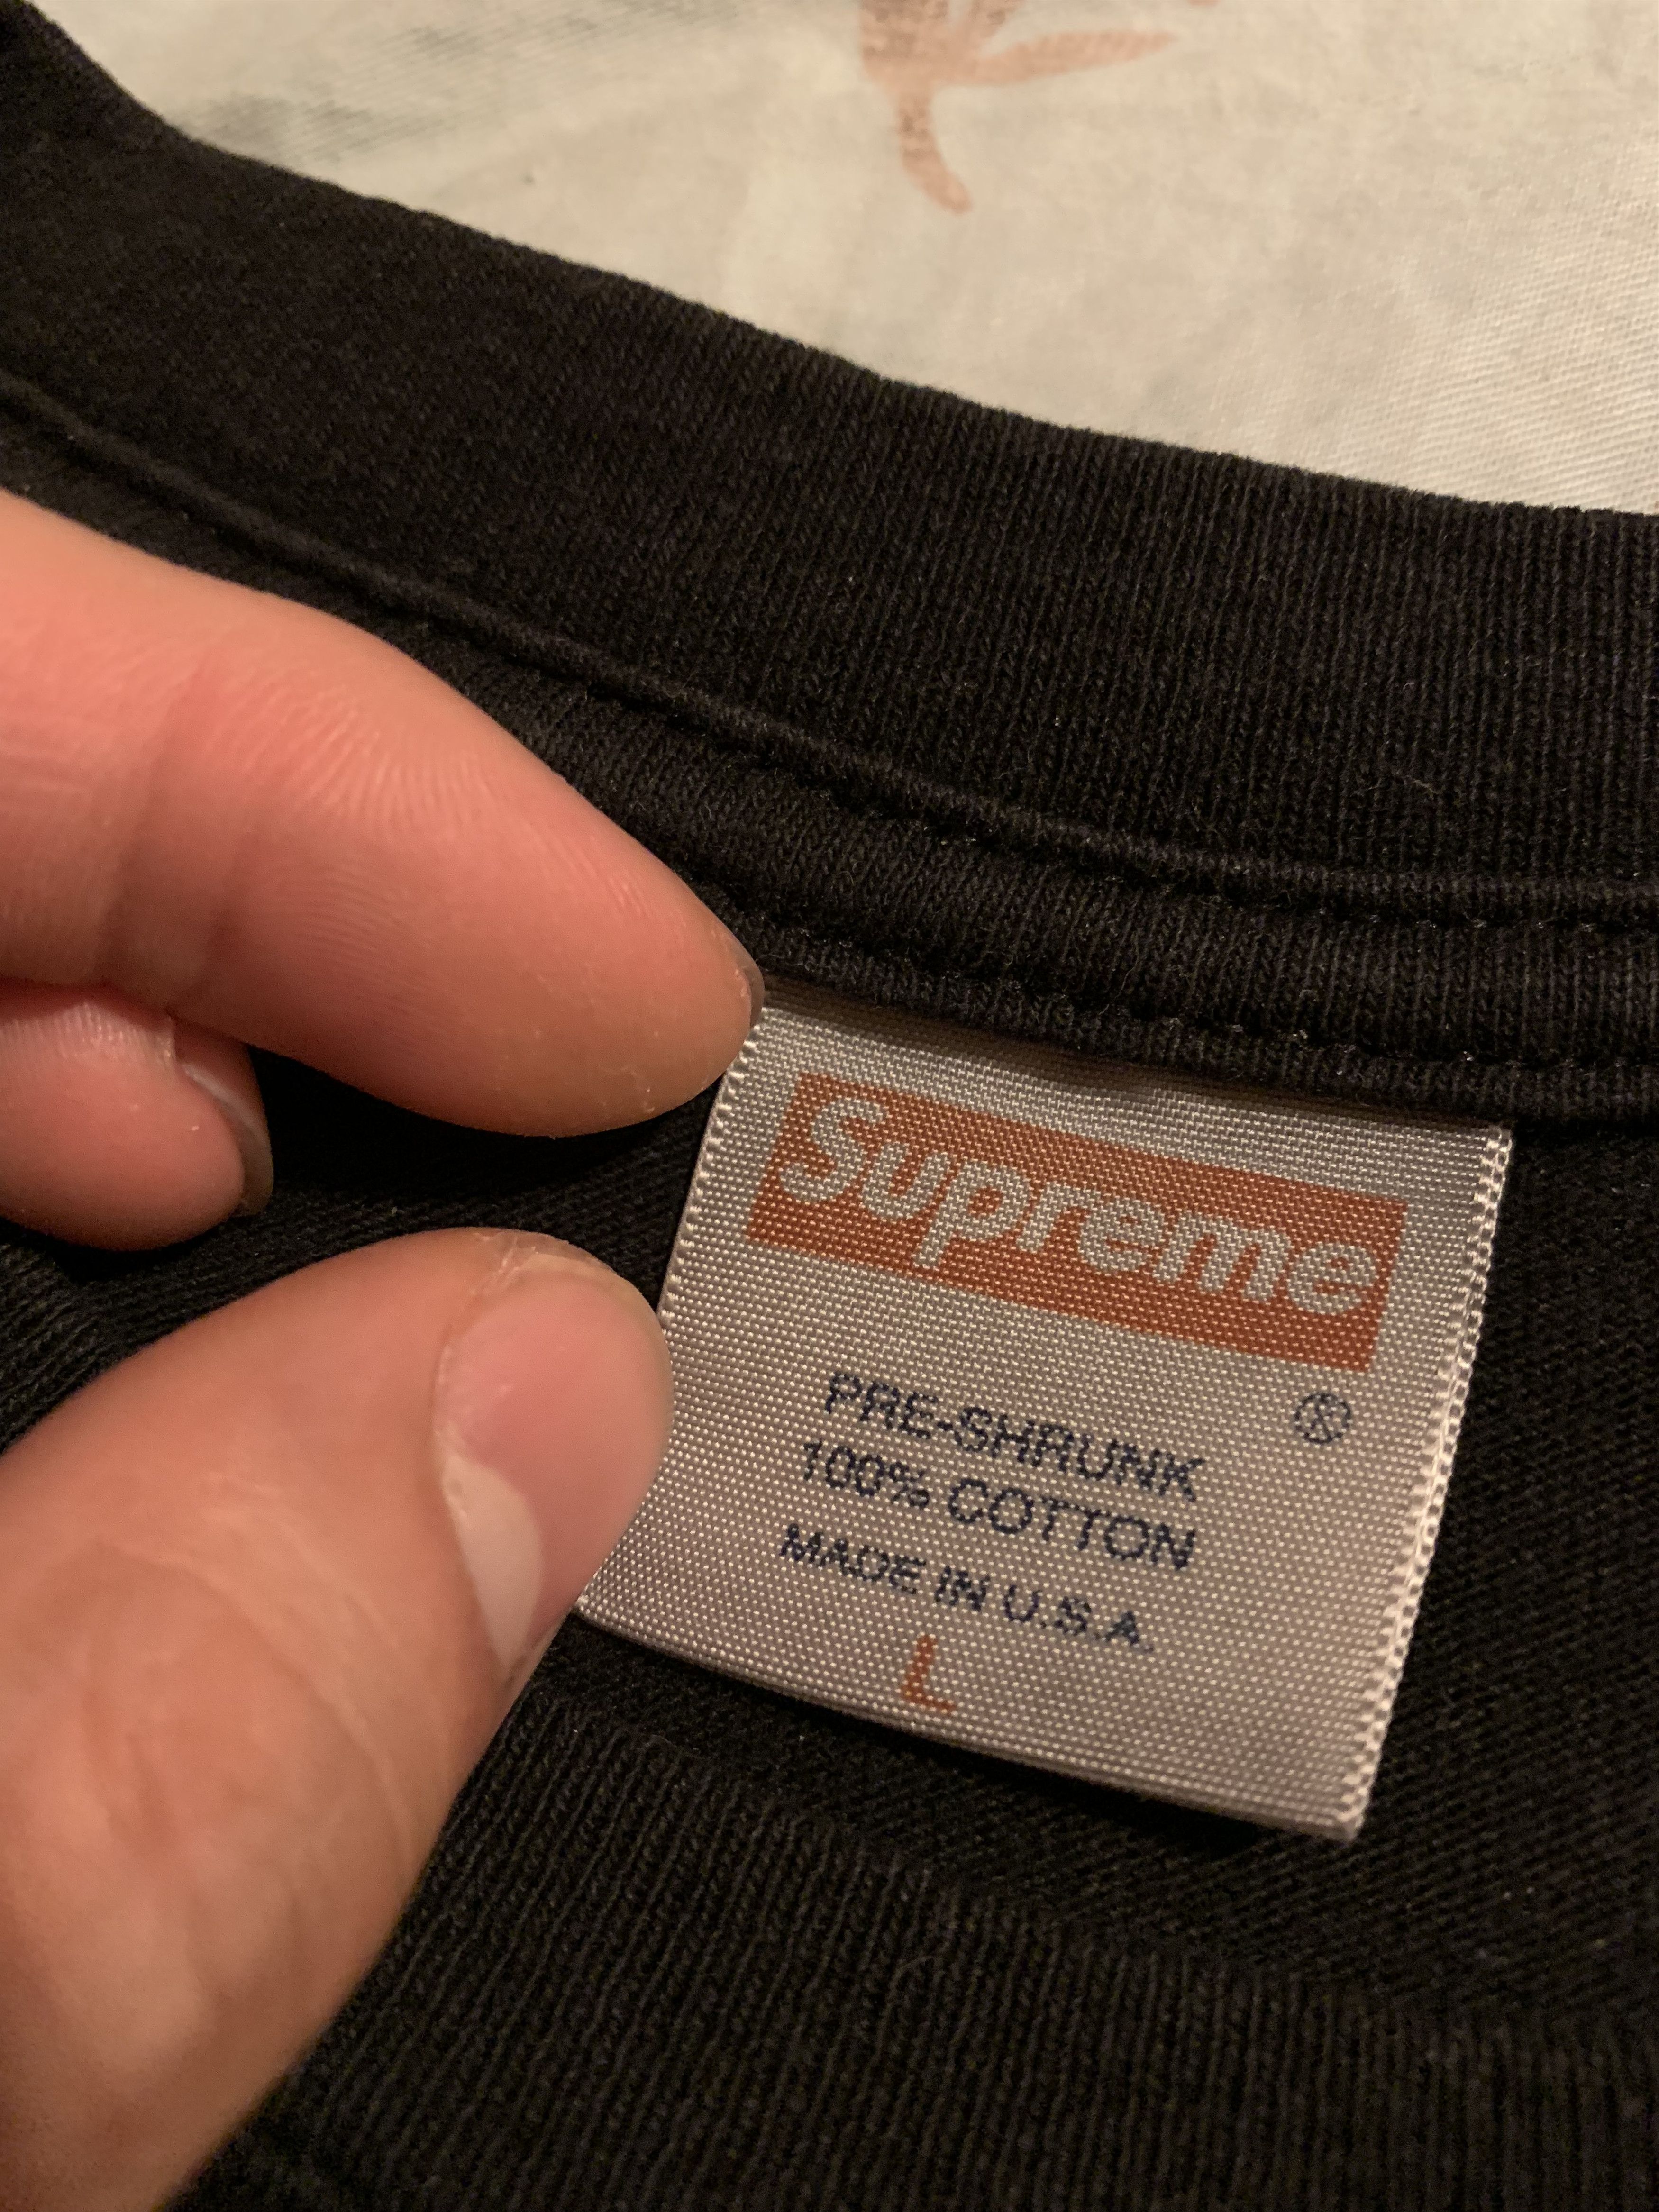 Supreme
®
PRE-SHRUNK
100% COTTON
MADE IN U.S.A.
L